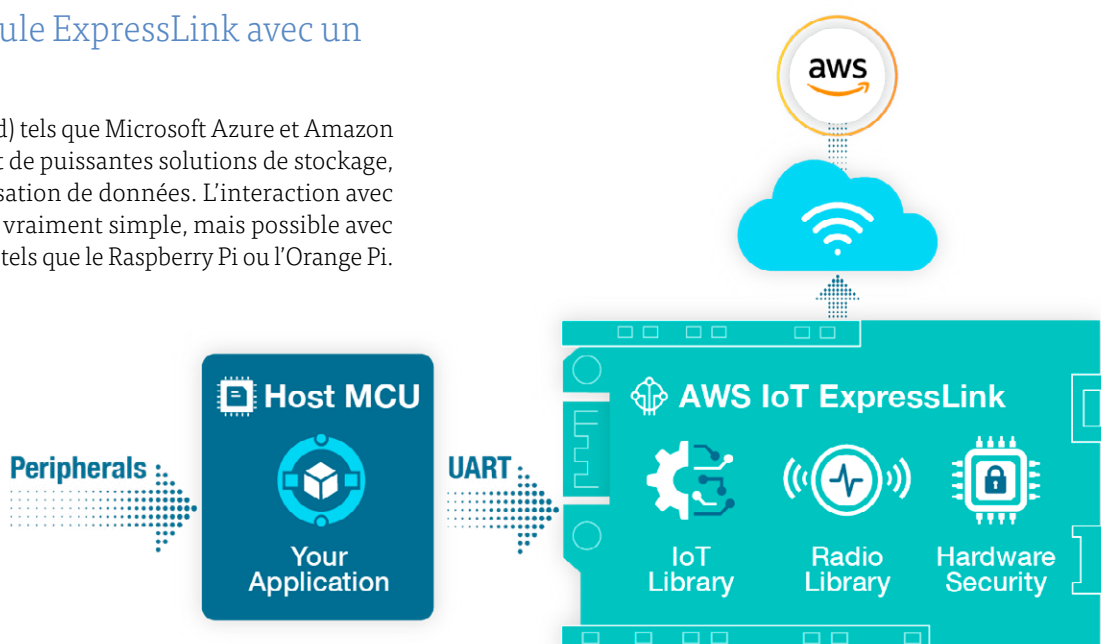 ule ExpressLink avec un
d) tels que Microsoft Azure et Amazon
t de puissantes solutions de stockage,
sation de données. L’interaction avec
vraiment simple, mais possible avec
tels que le Raspberry Pi ou l’Orange Pi.
aws
Host MCU
AWS IoT ExpressLink
Peripherals
UART
Your
Application
IoT
Library
Radio
Library
Hardware
Security